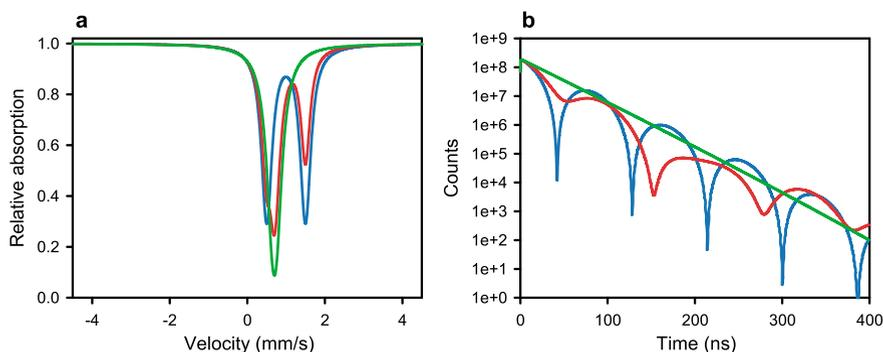 a
1.0
0.8
0.6
0.4
0.2
0.0
Relative absorption
-4 -2 0 2 4
Velocity (mm/s)
b
1e+9
1e+8
1e+7
1e+6
1e+5
1e+4
1e+3
1e+2
1e+1
1e+0
Counts
0 100 200 300 400
Time (ns)